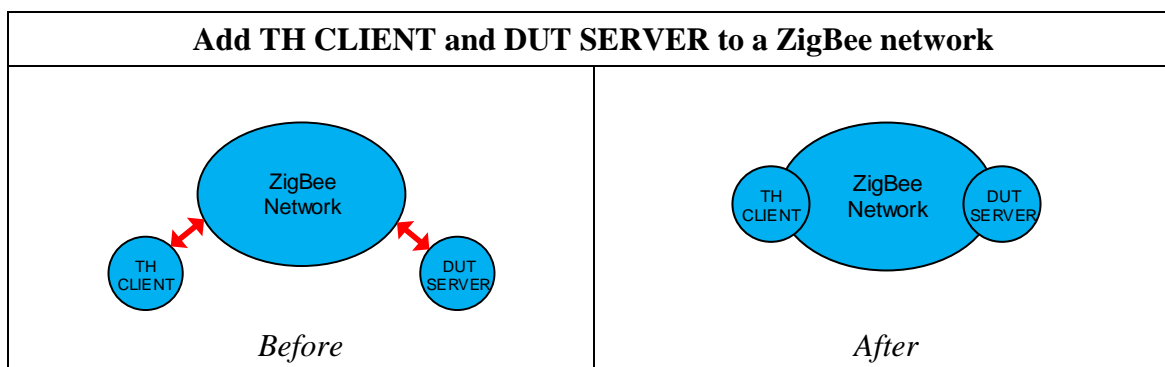 Add TH CLIENT and DUT SERVER to a ZigBee network
ZigBee
Network
TH
CLIENT
DUT
SERVER
Before
TH
CLIENT
ZigBee
Network
DUT
SERVER
After